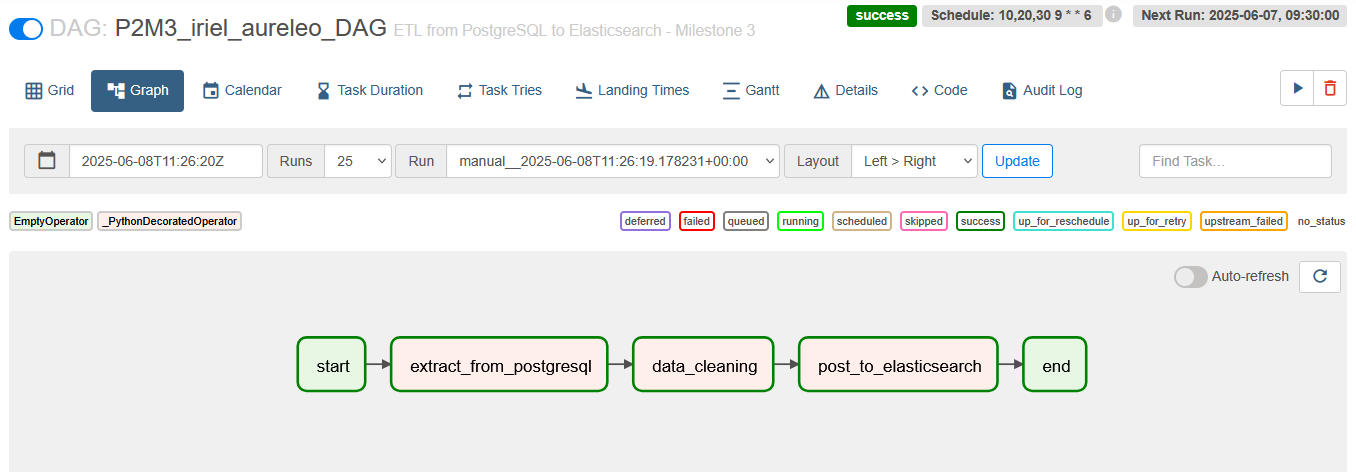 DAG: P2M3_iriel_aureleo_DAG ETL from PostgreSQL to Elasticsearch - Milestone 3
success Schedule: 10,20,30 9 * * 6 i Next Run: 2025-06-07, 09:30:00
Grid Graph Calendar Task Duration Task Tries Landing Times Gantt Details Code Audit Log
2025-06-08T11:26:20Z Runs 25 Run manual__2025-06-08T11:26:19.178231+00:00 Layout Left > Right Update Find Task...
EmptyOperator _PythonDecoratedOperator deferred failed queued running scheduled skipped success up_for_reschedule up_for_retry upstream_failed no_status
Auto-refresh
start extract_from_postgresql data_cleaning post_to_elasticsearch end